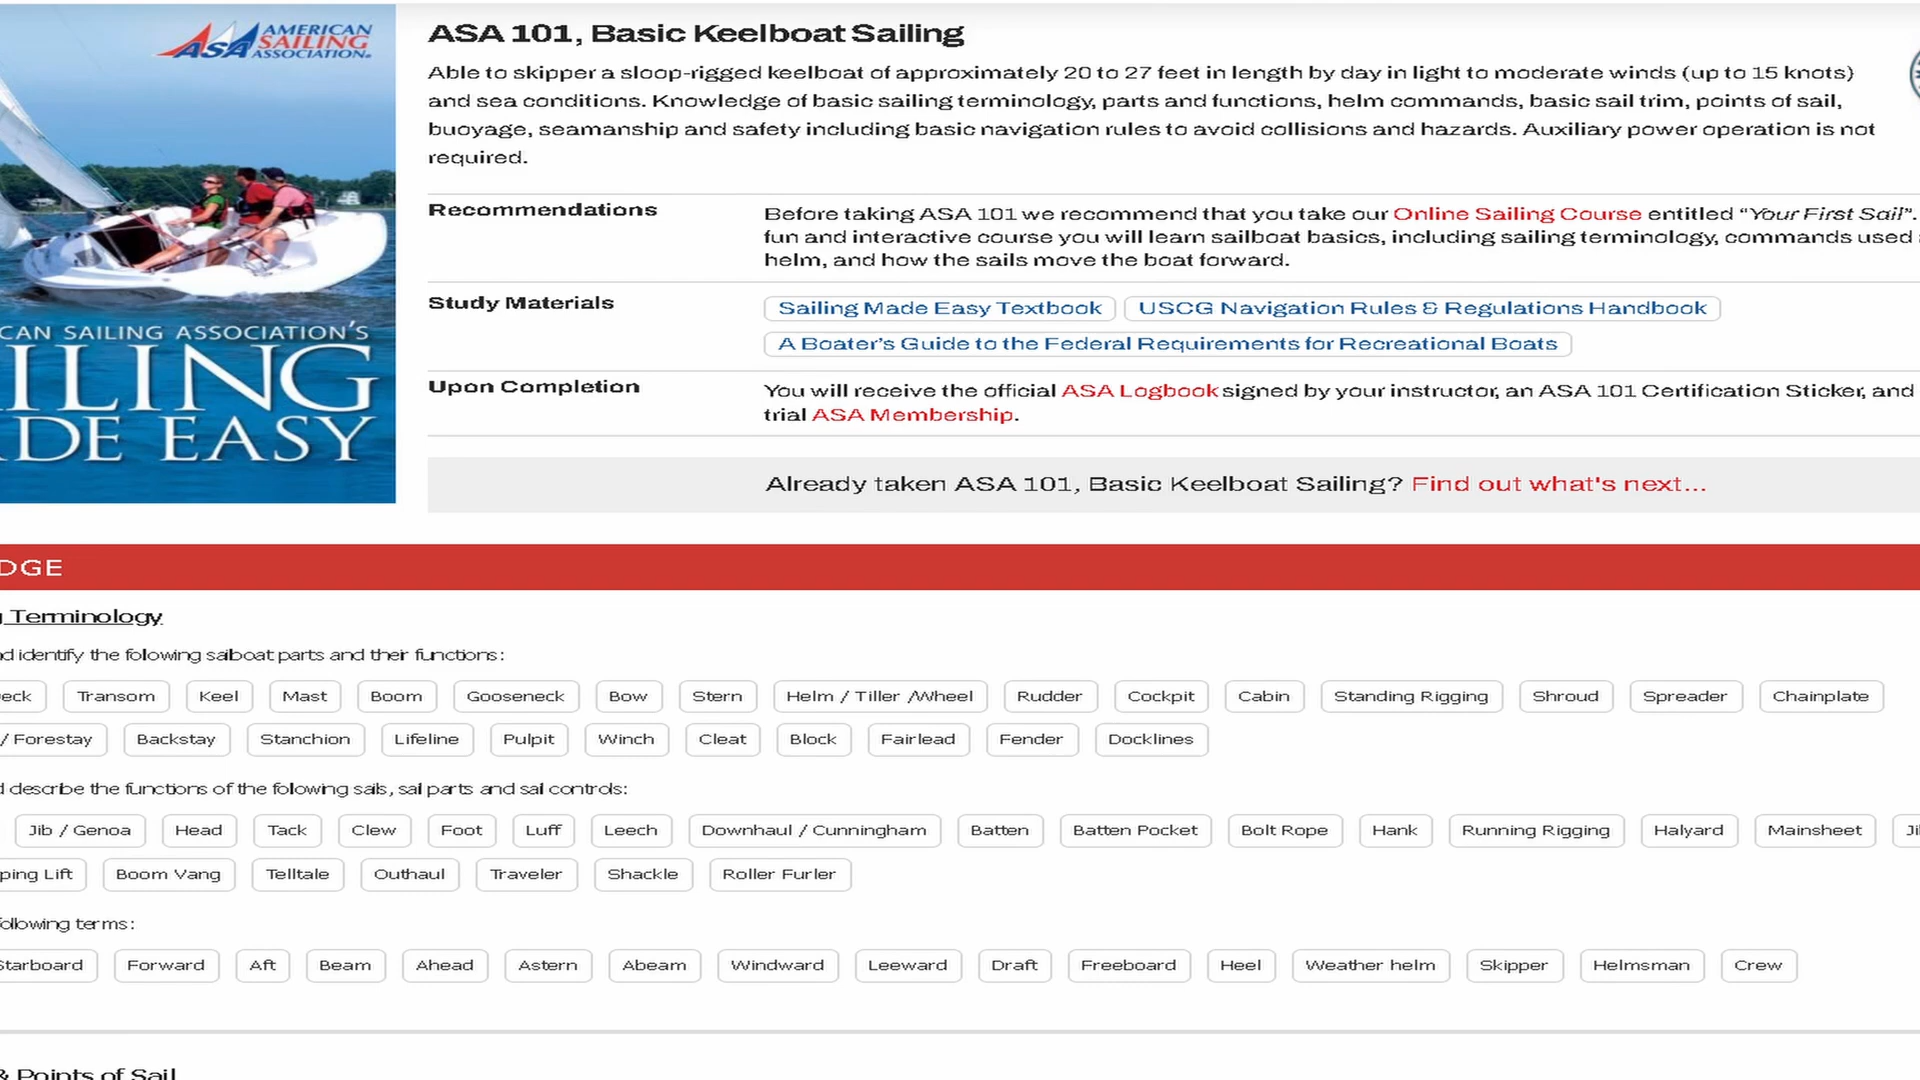 AMERICAN
SAILING
ASA ASSOCIATION
CAN SAILING ASSOCIATION'S
ILING
DE EASY
ASA 101, Basic Keelboat Sailing
Able to skipper a sloop-rigged keelboat of approximately 20 to 27 feet in length by day in light to moderate winds (up to 15 knots)
and sea conditions. Knowledge of basic sailing terminology, parts and functions, helm commands, basic sail trim, points of sail,
buoyage, seamanship and safety including basic navigation rules to avoid collisions and hazards. Auxiliary power operation is not
required.
Recommendations
Before taking ASA 101 we recommend that you take our Online Sailing Course entitled “Your First Sail”.
fun and interactive course you will learn sailboat basics, including sailing terminology, commands used
helm, and how the sails move the boat forward.
Study Materials
Sailing Made Easy Textbook USCG Navigation Rules & Regulations Handbook
A Boater's Guide to the Federal Requirements for Recreational Boats
Upon Completion
You will receive the official ASA Logbook signed by your instructor, an ASA 101 Certification Sticker, and
trial ASA Membership.
Already taken ASA 101, Basic Keelboat Sailing? Find out what's next...
DGE
Terminology
identify the following sailboat parts and their functions:
eck Transom Keel Mast Boom Gooseneck Bow Stern Helm / Tiller /Wheel Rudder Cockpit Cabin Standing Rigging Shroud Spreader Chainplate
/ Forestay Backstay Stanchion Lifeline Pulpit Winch Cleat Block Fairlead Fender Docklines
describe the functions of the following sails, sail parts and sail controls:
Jib / Genoa Head Tack Clew Foot Luff Leech Downhaul / Cunningham Batten Batten Pocket Bolt Rope Hank Running Rigging Halyard Mainsheet
ping Lift Boom Vang Telltale Outhaul Traveler Shackle Roller Furler
ollowing terms:
Starboard Forward Aft Beam Ahead Astern Abeam Windward Leeward Draft Freeboard Heel Weather helm Skipper Helmsman Crew
& Points of Sail